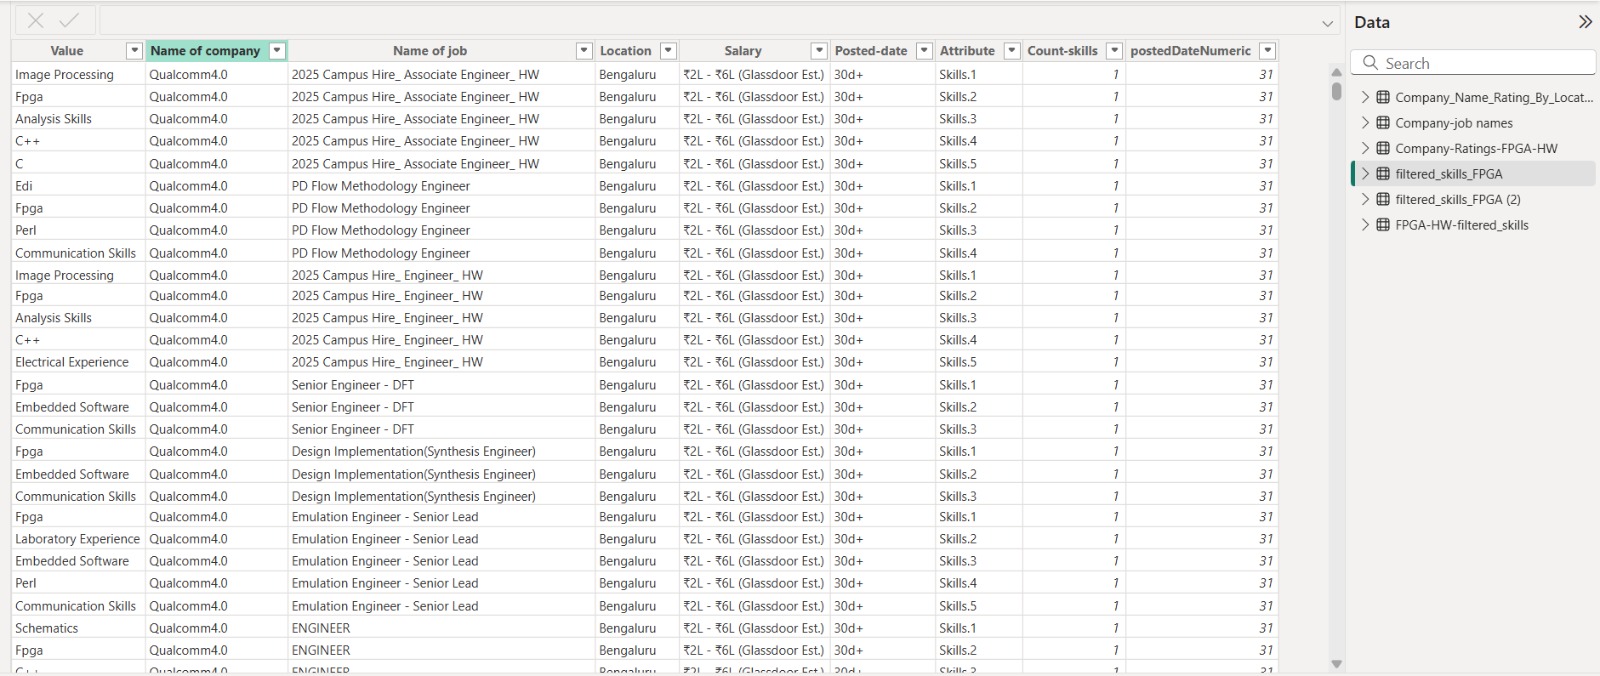 Data
Value Name of company Name of job Location Salary Posted-date Attribute Count-skills postedDateNumeric
Image Processing Qualcomm4.0 2025 Campus Hire_ Associate Engineer_ HW Bengaluru ₹2L - ₹6L (Glassdoor Est.) 30d+ Skills.1 1 31
Fpga Qualcomm4.0 2025 Campus Hire_ Associate Engineer_ HW Bengaluru ₹2L - ₹6L (Glassdoor Est.) 30d+ Skills.2 1 31
Analysis Skills Qualcomm4.0 2025 Campus Hire_ Associate Engineer_ HW Bengaluru ₹2L - ₹6L (Glassdoor Est.) 30d+ Skills.3 1 31
C++ Qualcomm4.0 2025 Campus Hire_ Associate Engineer_ HW Bengaluru ₹2L - ₹6L (Glassdoor Est.) 30d+ Skills.4 1 31
C Qualcomm4.0 2025 Campus Hire_ Associate Engineer_ HW Bengaluru ₹2L - ₹6L (Glassdoor Est.) 30d+ Skills.5 1 31
Edi Qualcomm4.0 PD Flow Methodology Engineer Bengaluru ₹2L - ₹6L (Glassdoor Est.) 30d+ Skills.1 1 31
Fpga Qualcomm4.0 PD Flow Methodology Engineer Bengaluru ₹2L - ₹6L (Glassdoor Est.) 30d+ Skills.2 1 31
Perl Qualcomm4.0 PD Flow Methodology Engineer Bengaluru ₹2L - ₹6L (Glassdoor Est.) 30d+ Skills.3 1 31
Communication Skills Qualcomm4.0 PD Flow Methodology Engineer Bengaluru ₹2L - ₹6L (Glassdoor Est.) 30d+ Skills.4 1 31
Image Processing Qualcomm4.0 2025 Campus Hire_ Engineer_ HW Bengaluru ₹2L - ₹6L (Glassdoor Est.) 30d+ Skills.1 1 31
Fpga Qualcomm4.0 2025 Campus Hire_ Engineer_ HW Bengaluru ₹2L - ₹6L (Glassdoor Est.) 30d+ Skills.2 1 31
Analysis Skills Qualcomm4.0 2025 Campus Hire_ Engineer_ HW Bengaluru ₹2L - ₹6L (Glassdoor Est.) 30d+ Skills.3 1 31
C++ Qualcomm4.0 2025 Campus Hire_ Engineer_ HW Bengaluru ₹2L - ₹6L (Glassdoor Est.) 30d+ Skills.4 1 31
Electrical Experience Qualcomm4.0 2025 Campus Hire_ Engineer_ HW Bengaluru ₹2L - ₹6L (Glassdoor Est.) 30d+ Skills.5 1 31
Fpga Qualcomm4.0 Senior Engineer - DFT Bengaluru ₹2L - ₹6L (Glassdoor Est.) 30d+ Skills.1 1 31
Embedded Software Qualcomm4.0 Senior Engineer - DFT Bengaluru ₹2L - ₹6L (Glassdoor Est.) 30d+ Skills.2 1 31
Communication Skills Qualcomm4.0 Senior Engineer - DFT Bengaluru ₹2L - ₹6L (Glassdoor Est.) 30d+ Skills.3 1 31
Fpga Qualcomm4.0 Design Implementation(Synthesis Engineer) Bengaluru ₹2L - ₹6L (Glassdoor Est.) 30d+ Skills.1 1 31
Embedded Software Qualcomm4.0 Design Implementation(Synthesis Engineer) Bengaluru ₹2L - ₹6L (Glassdoor Est.) 30d+ Skills.2 1 31
Communication Skills Qualcomm4.0 Design Implementation(Synthesis Engineer) Bengaluru ₹2L - ₹6L (Glassdoor Est.) 30d+ Skills.3 1 31
Fpga Qualcomm4.0 Emulation Engineer - Senior Lead Bengaluru ₹2L - ₹6L (Glassdoor Est.) 30d+ Skills.1 1 31
Laboratory Experience Qualcomm4.0 Emulation Engineer - Senior Lead Bengaluru ₹2L - ₹6L (Glassdoor Est.) 30d+ Skills.2 1 31
Embedded Software Qualcomm4.0 Emulation Engineer - Senior Lead Bengaluru ₹2L - ₹6L (Glassdoor Est.) 30d+ Skills.3 1 31
Perl Qualcomm4.0 Emulation Engineer - Senior Lead Bengaluru ₹2L - ₹6L (Glassdoor Est.) 30d+ Skills.4 1 31
Communication Skills Qualcomm4.0 Emulation Engineer - Senior Lead Bengaluru ₹2L - ₹6L (Glassdoor Est.) 30d+ Skills.5 1 31
Schematics Qualcomm4.0 ENGINEER Bengaluru ₹2L - ₹6L (Glassdoor Est.) 30d+ Skills.1 1 31
Fpga Qualcomm4.0 ENGINEER Bengaluru ₹2L - ₹6L (Glassdoor Est.) 30d+ Skills.2 1 31
C++ Qualcomm4.0 ENGINEER Bengaluru ₹2L - ₹6L (Glassdoor Est.) 30d+ Skills.3 1 31
Search
Company_Name_Rating_By_Locat...
Company-job names
Company-Ratings-FPGA-HW
filtered_skills_FPGA
filtered_skills_FPGA (2)
FPGA-HW-filtered_skills